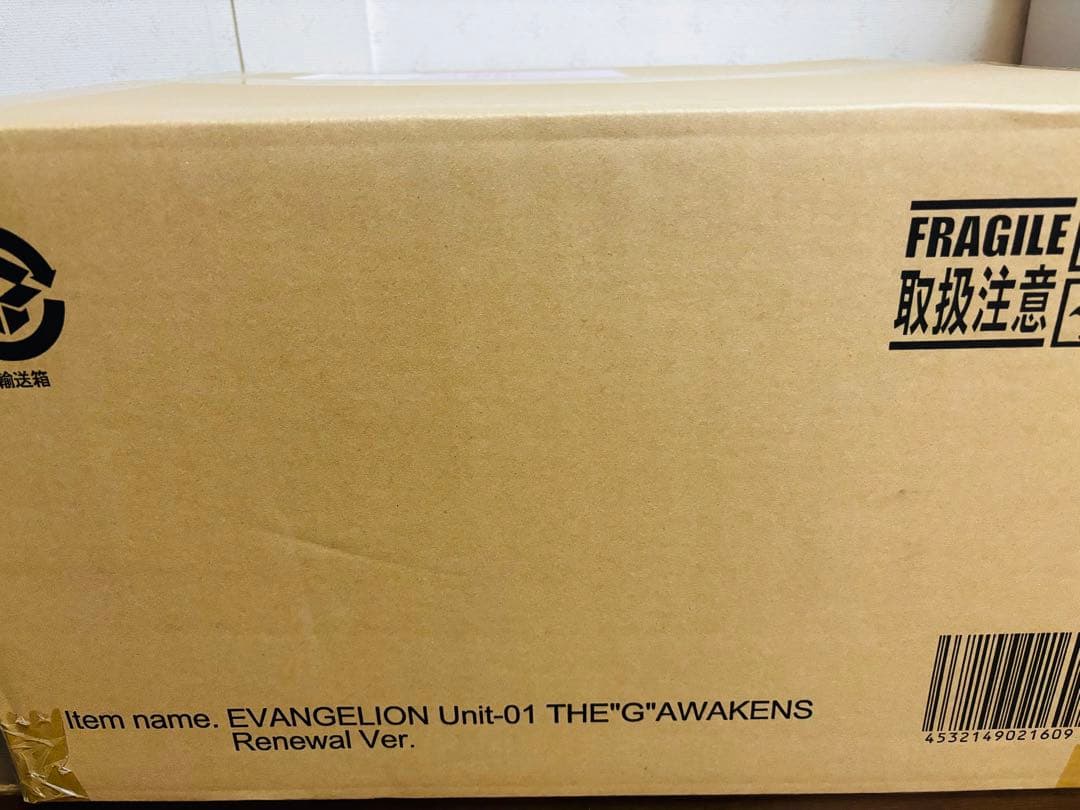 FRAGILE
取扱注意
輸送箱
Item name. EVANGELION Unit-01 THE"G"AWAKENS
Renewal Ver.
4532149021609